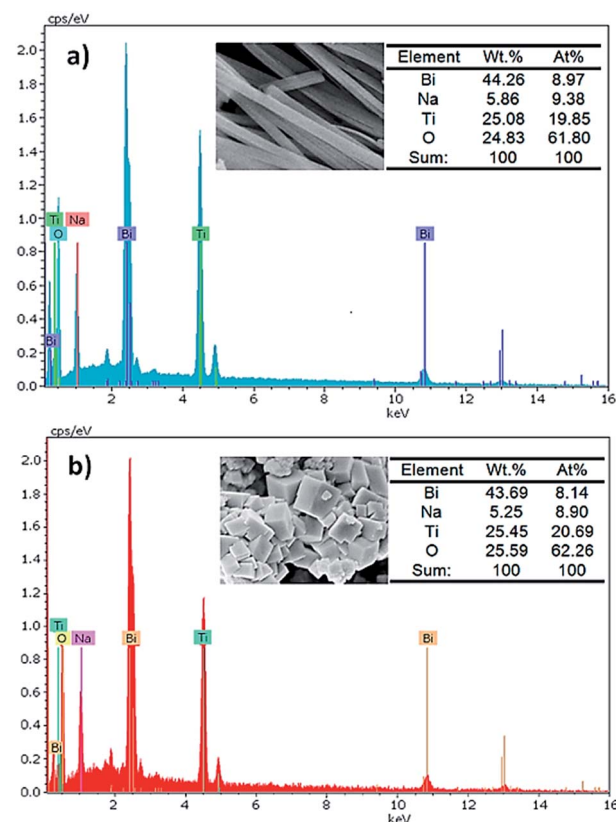 cps/eV
a)
Element Wt.% At%
Bi 44.26 8.97
Na 5.86 9.38
Ti 25.08 19.85
O 24.83 61.80
Sum: 100 100
2.0
1.8
1.6
1.4
1.2
1.0
0.8
0.6
0.4
0.2
0.0
Ti Na
O Bi Ti Bi
Bi
2 4 6 8 10 12 14 16
keV
cps/eV
b)
Element Wt.% At%
Bi 43.69 8.14
Na 5.25 8.90
Ti 25.45 20.69
O 25.59 62.26
Sum: 100 100
2.0
1.8
1.6
1.4
1.2
1.0
0.8
0.6
0.4
0.2
0.0
Ti
O Na Bi Ti Bi
Bi
2 4 6 8 10 12 14 16
keV